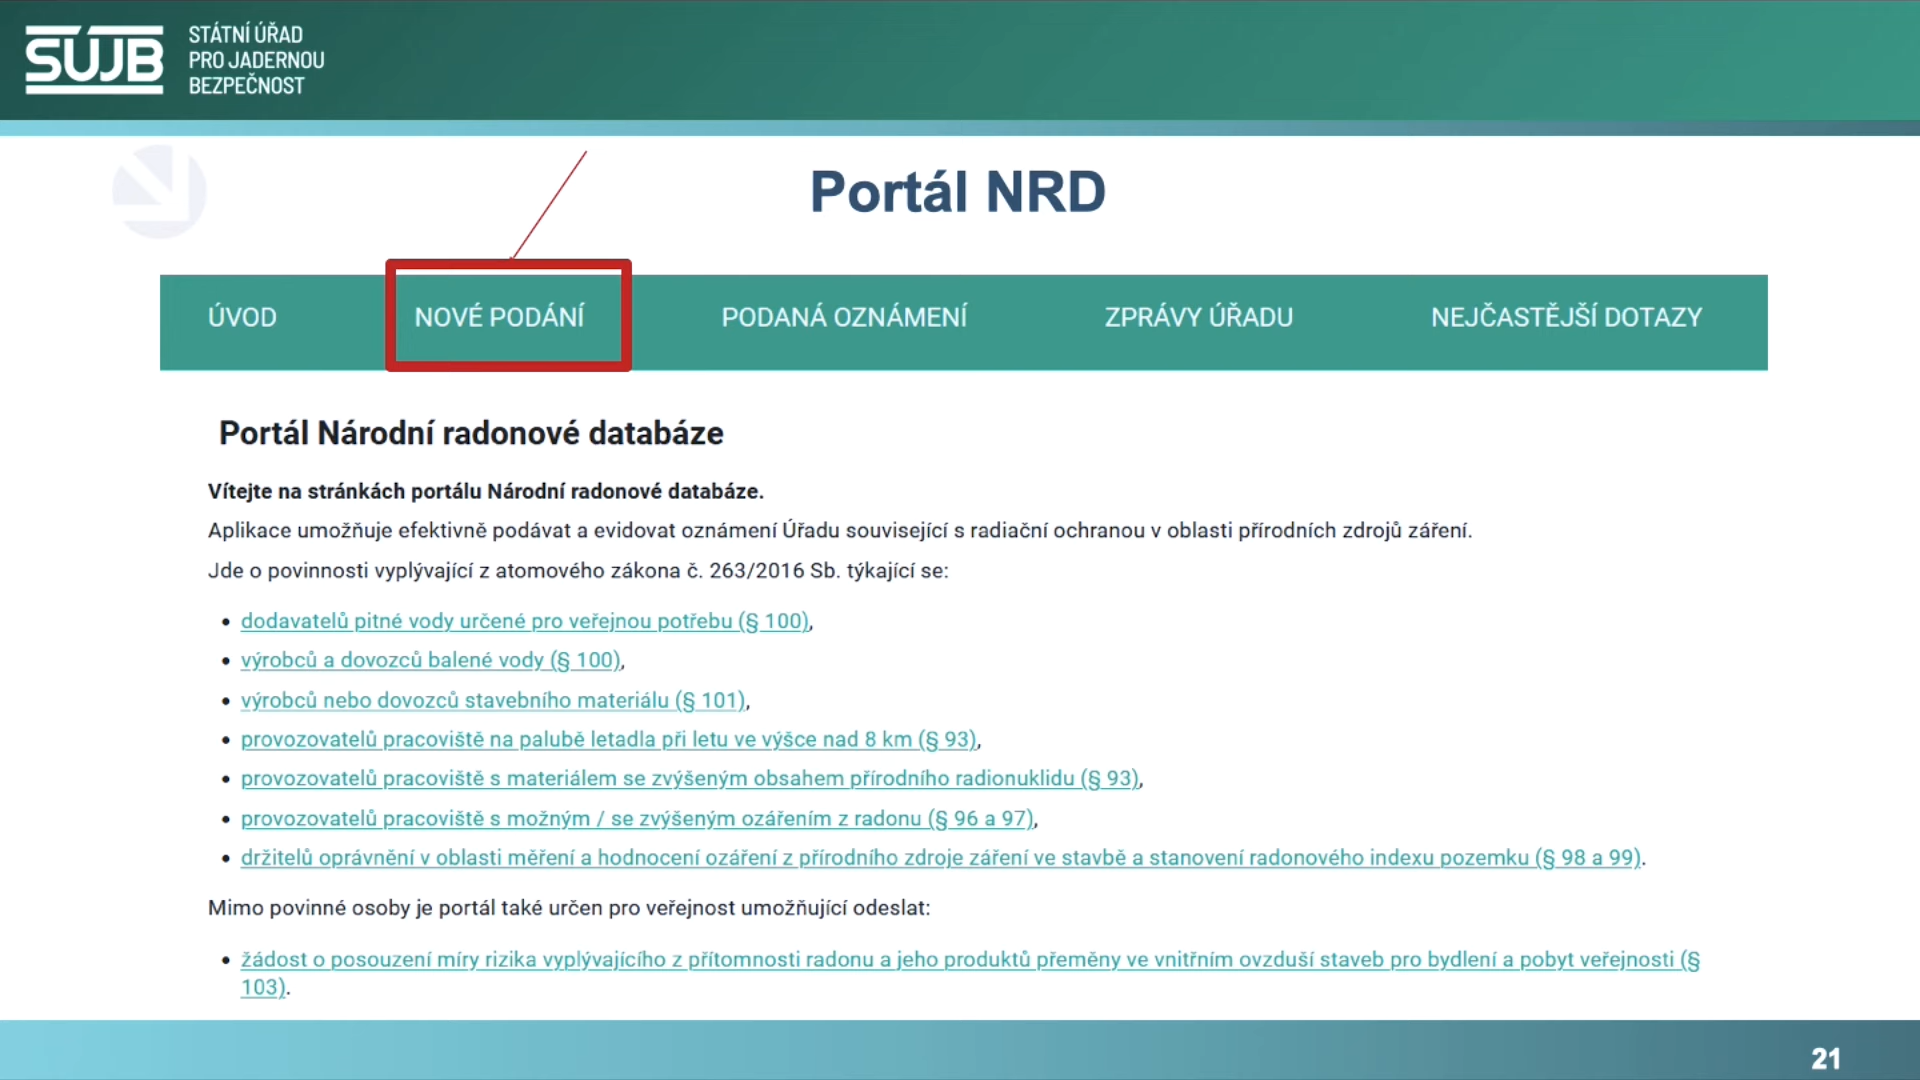 SÚJB
STÁTNÍ ÚŘAD
PRO JADERNOU
BEZPEČNOST
Portál NRD
ÚVOD
NOVÉ PODÁNÍ
PODANÁ OZNÁMENÍ
ZPRÁVY ÚŘADU
NEJČASTĚJŠÍ DOTAZY
Portál Národní radonové databáze
Vítejte na stránkách portálu Národní radonové databáze.
Aplikace umožňuje efektivně podávat a evidovat oznámení Úřadu související s radiační ochranou v oblasti přírodních zdrojů záření.
Jde o povinnosti vyplývající z atomového zákona č. 263/2016 Sb. týkající se:
• dodavatelů pitné vody určené pro veřejnou potřebu (§ 100),
• výrobců a dovozců balené vody (§ 100),
• výrobců nebo dovozců stavebního materiálu (§ 101),
• provozovatelů pracoviště na palubě letadla při letu ve výšce nad 8 km (§ 93),
• provozovatelů pracoviště s materiálem se zvýšeným obsahem přírodního radionuklidu (§ 93),
• provozovatelů pracoviště s možným / se zvýšeným ozářením z radonu (§ 96 a 97),
• držitelů oprávnění v oblasti měření a hodnocení ozáření z přírodního zdroje záření ve stavbě a stanovení radonového indexu pozemku (§ 98 a 99).
Mimo povinné osoby je portál také určen pro veřejnost umožňující odeslat:
• žádost o posouzení míry rizika vyplývajícího z přítomnosti radonu a jeho produktů přeměny ve vnitřním ovzduší staveb pro bydlení a pobyt veřejnosti (§
103).
21